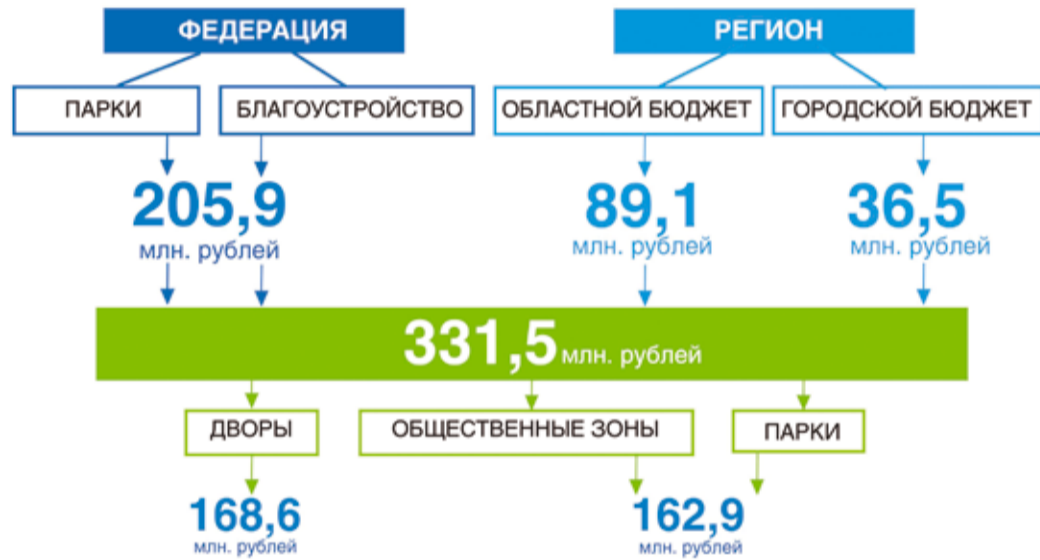 ФЕДЕРАЦИЯ
РЕГИОН
ПАРКИ
БЛАГОУСТРОЙСТВО
ОБЛАСТНОЙ БЮДЖЕТ
ГОРОДСКОЙ БЮДЖЕТ
205,9
млн. рублей
89,1
млн. рублей
36,5
млн. рублей
331,5 млн. рублей
ДВОРЫ
ОБЩЕСТВЕННЫЕ ЗОНЫ
ПАРКИ
168,6
млн. рублей
162,9
млн. рублей